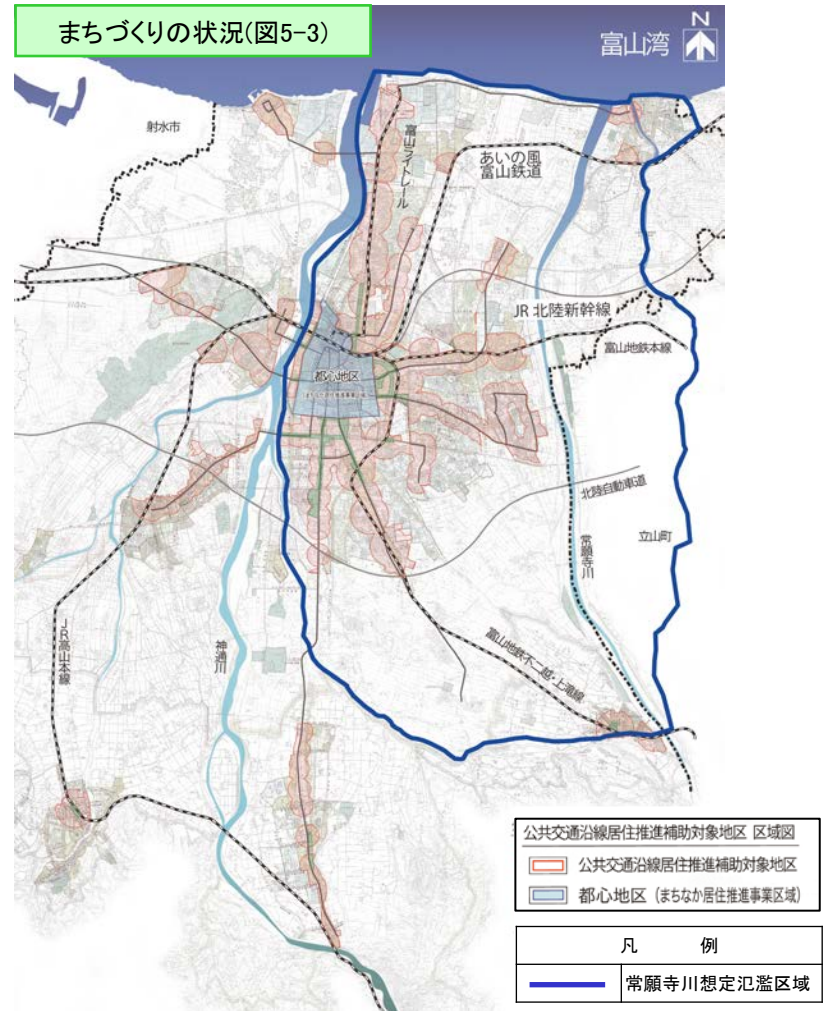 まちづくりの状況(図5-3)
N
富山湾
射水市
富山ライトレール
あいの風
富山鉄道
JR 北陸新幹線
富山地鉄本線
都心地区
北陸自動車道
常願寺川
立山町
富山地鉄不二越・上滝線
神通川
JR高山本線
公共交通沿線居住推進補助対象地区 区域図
公共交通沿線居住推進補助対象地区
都心地区 (まちなか居住推進事業区域)
凡 例
常願寺川想定氾濫区域